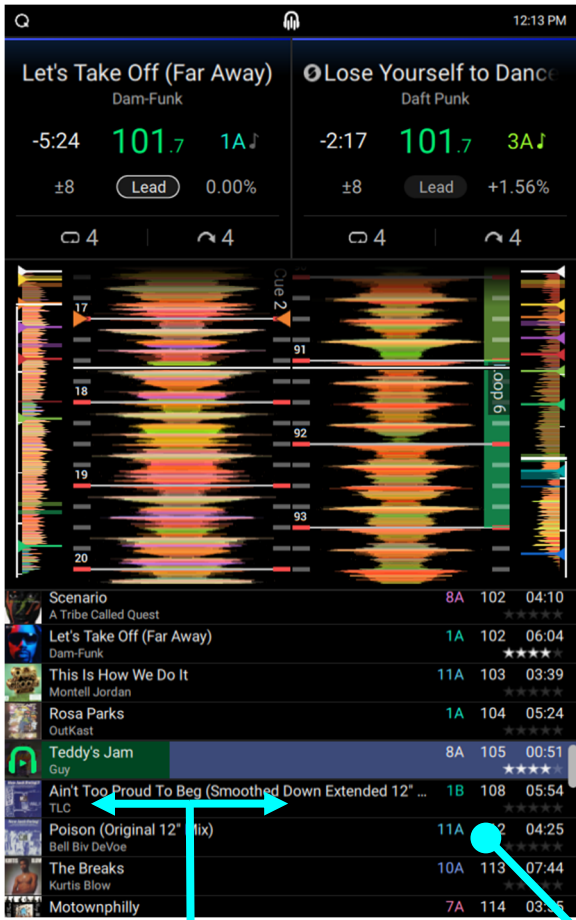 12:13 PM
Let's Take Off (Far Away)
Dam-Funk
-5:24 101.7 1A
±8 Lead 0.00%
4 4
Lose Yourself to Dance
Daft Punk
-2:17 101.7 3A
±8 Lead +1.56%
4 4
17
18
19
20
Cue 2
91
92
93
Loop 6
Scenario 8A 102 04:10
A Tribe Called Quest
Let's Take Off (Far Away) 1A 102 06:04
Dam-Funk
This Is How We Do It 11A 103 03:39
Montell Jordan
Rosa Parks 1A 104 05:24
OutKast
Teddy's Jam 8A 105 00:51
Guy
Ain't Too Proud To Beg (Smoothed Down Extended 12" ... 1B 108 05:54
TLC
Poison (Original 12" Mix) 11A 04:25
Bell Biv DeVoe
The Breaks 10A 113 07:44
Kurtis Blow
Motownphilly 7A 114